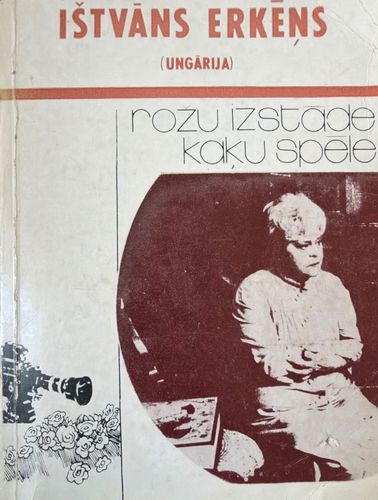 IŠTVĀNS ERKĒŅS
(UNGĀRIJA)
rožu izstāde
kaķu spēle